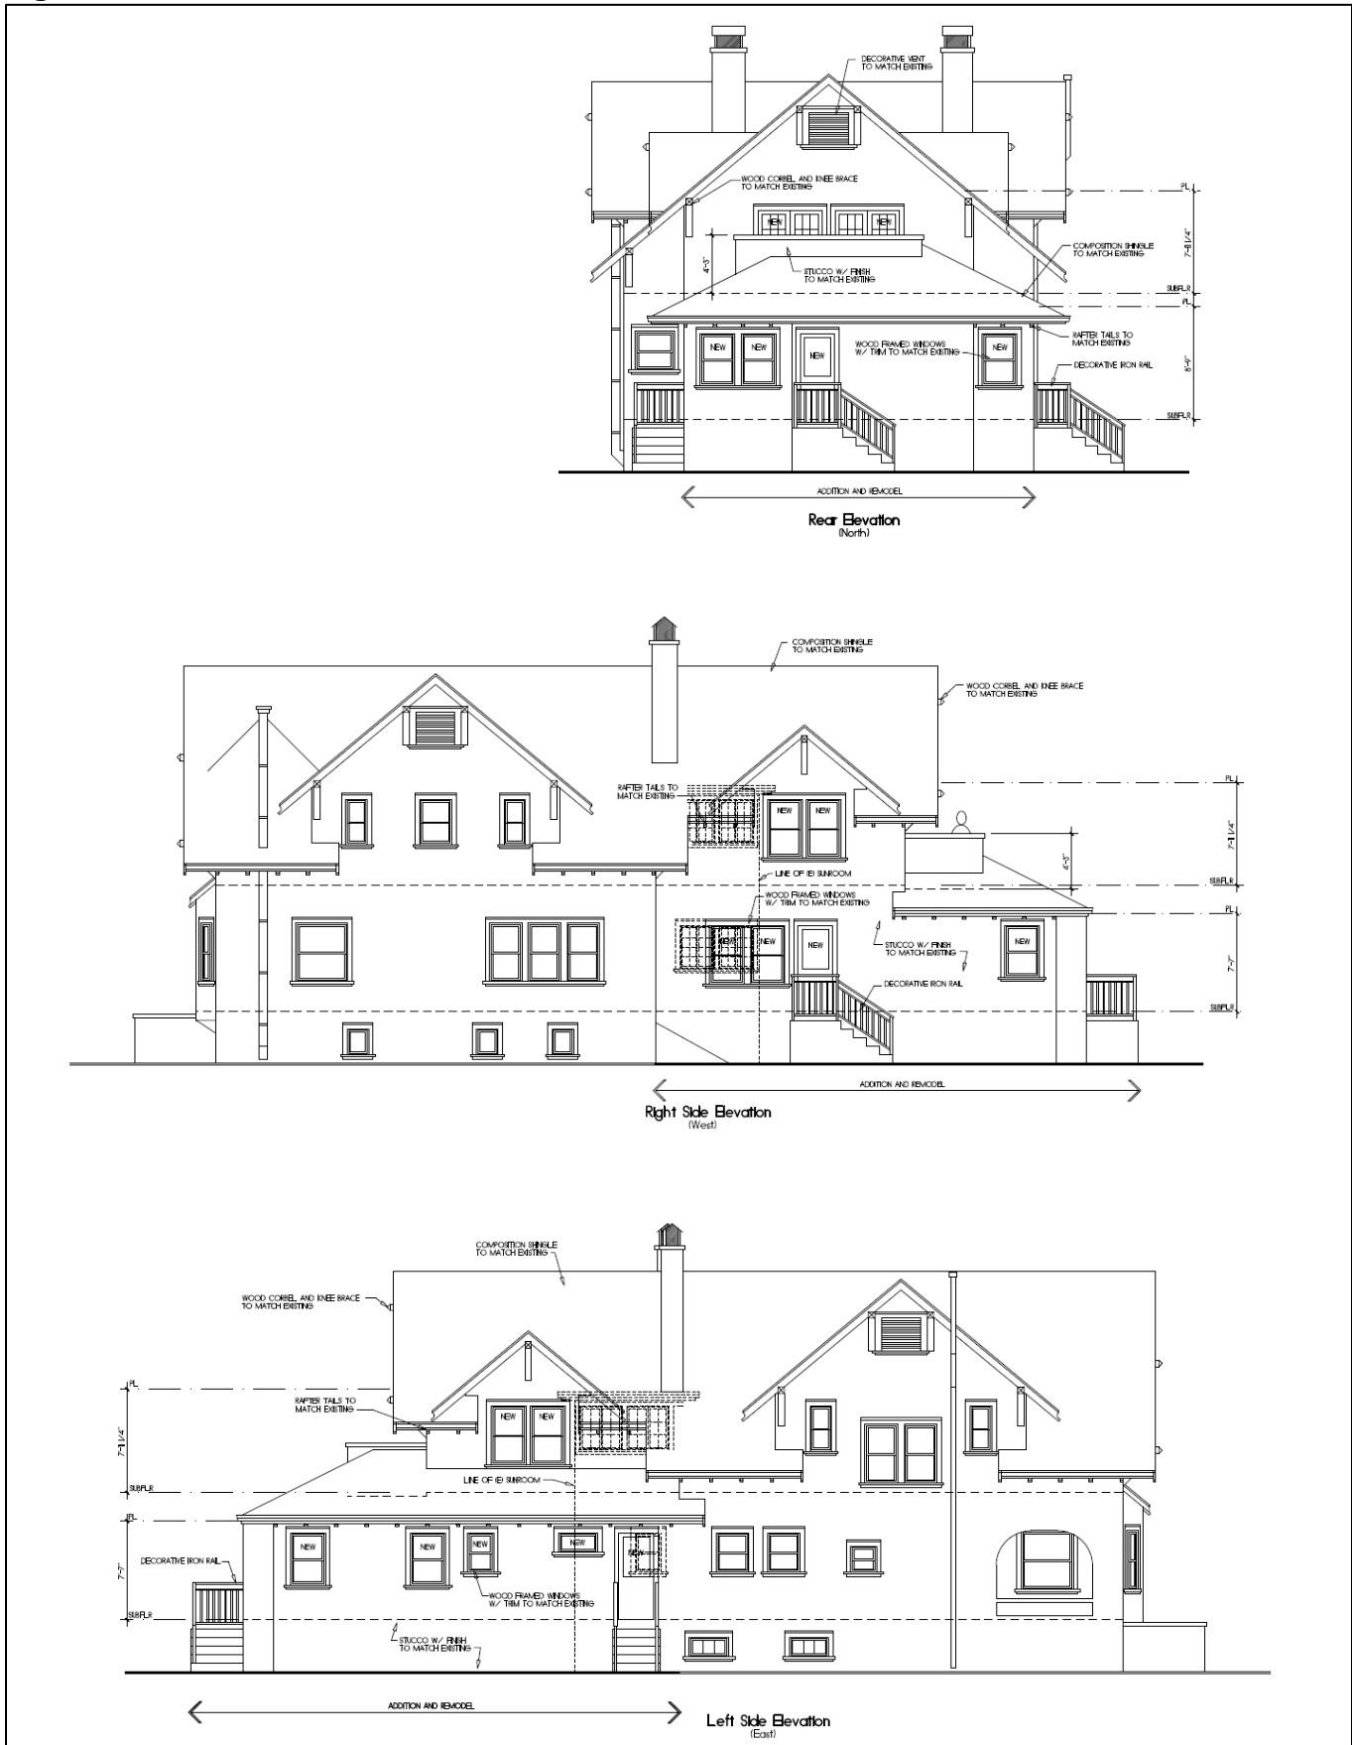 DECORATIVE VENT
TO MATCH EXISTING
WOOD CORBEL AND KNEE BRACE
TO MATCH EXISTING
PL
NEW
NEW
4'-3"
STUCCO W/ FINISH
TO MATCH EXISTING
COMPOSITION SHINGLE
TO MATCH EXISTING
7'-8 1/4"
SUBFLR
PL
NEW
NEW
NEW
WOOD FRAMED WINDOWS
W/ TRIM TO MATCH EXISTING
NEW
RAFTER TAILS TO
MATCH EXISTING
DECORATIVE IRON RAIL
SUBFLR
ADDITION AND REMODEL
Rear Elevation
(North)
COMPOSITION SHINGLE
TO MATCH EXISTING
WOOD CORBEL AND KNEE BRACE
TO MATCH EXISTING
RAFTER TAILS TO
MATCH EXISTING
PL
NEW
NEW
4'-3"
LINE OF (E) SUNROOM
SUBFLR
WOOD FRAMED WINDOWS
W/ TRIM TO MATCH EXISTING
PL
NEW
NEW
NEW
STUCCO W/ FINISH
TO MATCH EXISTING
NEW
7'-7"
DECORATIVE IRON RAIL
SUBFLR
ADDITION AND REMODEL
Right Side Elevation
(West)
COMPOSITION SHINGLE
TO MATCH EXISTING
WOOD CORBEL AND KNEE BRACE
TO MATCH EXISTING
PL
RAFTER TAILS TO
MATCH EXISTING
NEW
NEW
LINE OF (E) SUNROOM
SUBFLR
PL
NEW
NEW
NEW
NEW
NEW
DECORATIVE IRON RAIL
7'-7"
WOOD FRAMED WINDOWS
W/ TRIM TO MATCH EXISTING
SUBFLR
STUCCO W/ FINISH
TO MATCH EXISTING
ADDITION AND REMODEL
Left Side Elevation
(East)